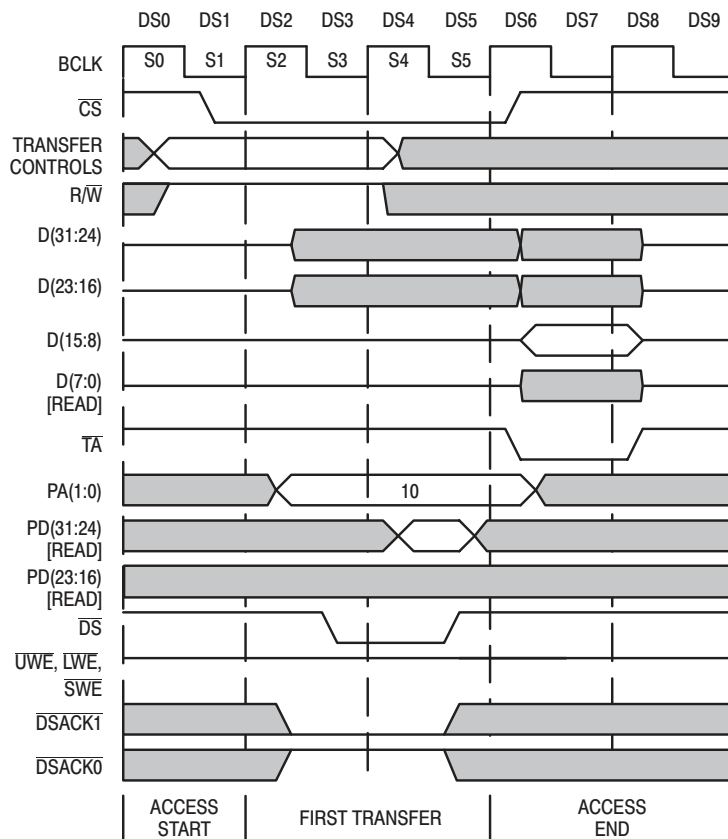 DS0 DS1 DS2 DS3 DS4 DS5 DS6 DS7 DS8 DS9
BCLK S0 S1 S2 S3 S4 S5
CS
TRANSFER
CONTROLS
R/W
D(31:24)
D(23:16)
D(15:8)
D(7:0)
[READ]
TA
PA(1:0) 10
PD(31:24)
[READ]
PD(23:16)
[READ]
DS
UWE, LWE,
SWE
DSACK1
DSACK0
ACCESS
START
FIRST TRANSFER
ACCESS
END